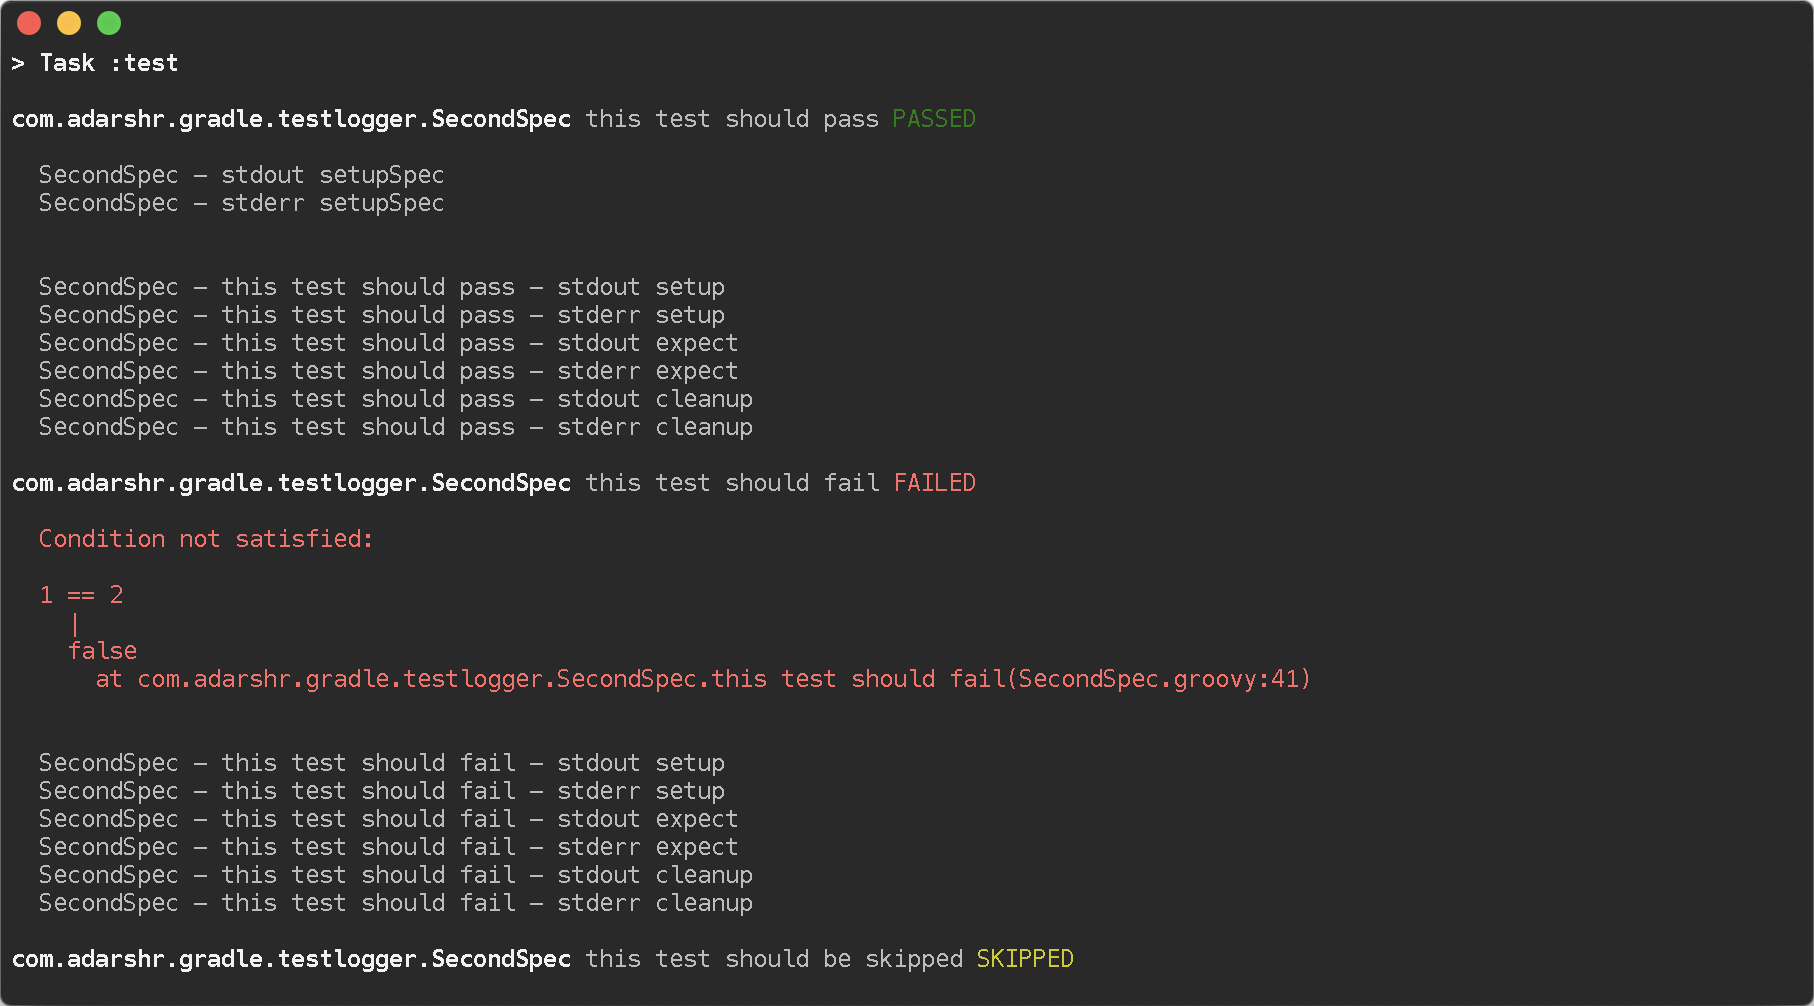 > Task :test
com.adarshr.gradle.testlogger.SecondSpec this test should pass PASSED
SecondSpec – stdout setupSpec
SecondSpec – stderr setupSpec
SecondSpec – this test should pass – stdout setup
SecondSpec – this test should pass – stderr setup
SecondSpec – this test should pass – stdout expect
SecondSpec – this test should pass – stderr expect
SecondSpec – this test should pass – stdout cleanup
SecondSpec – this test should pass – stderr cleanup
com.adarshr.gradle.testlogger.SecondSpec this test should fail FAILED
Condition not satisfied:
1 == 2
|
false
at com.adarshr.gradle.testlogger.SecondSpec.this test should fail(SecondSpec.groovy:41)
SecondSpec – this test should fail – stdout setup
SecondSpec – this test should fail – stderr setup
SecondSpec – this test should fail – stdout expect
SecondSpec – this test should fail – stderr expect
SecondSpec – this test should fail – stdout cleanup
SecondSpec – this test should fail – stderr cleanup
com.adarshr.gradle.testlogger.SecondSpec this test should be skipped SKIPPED